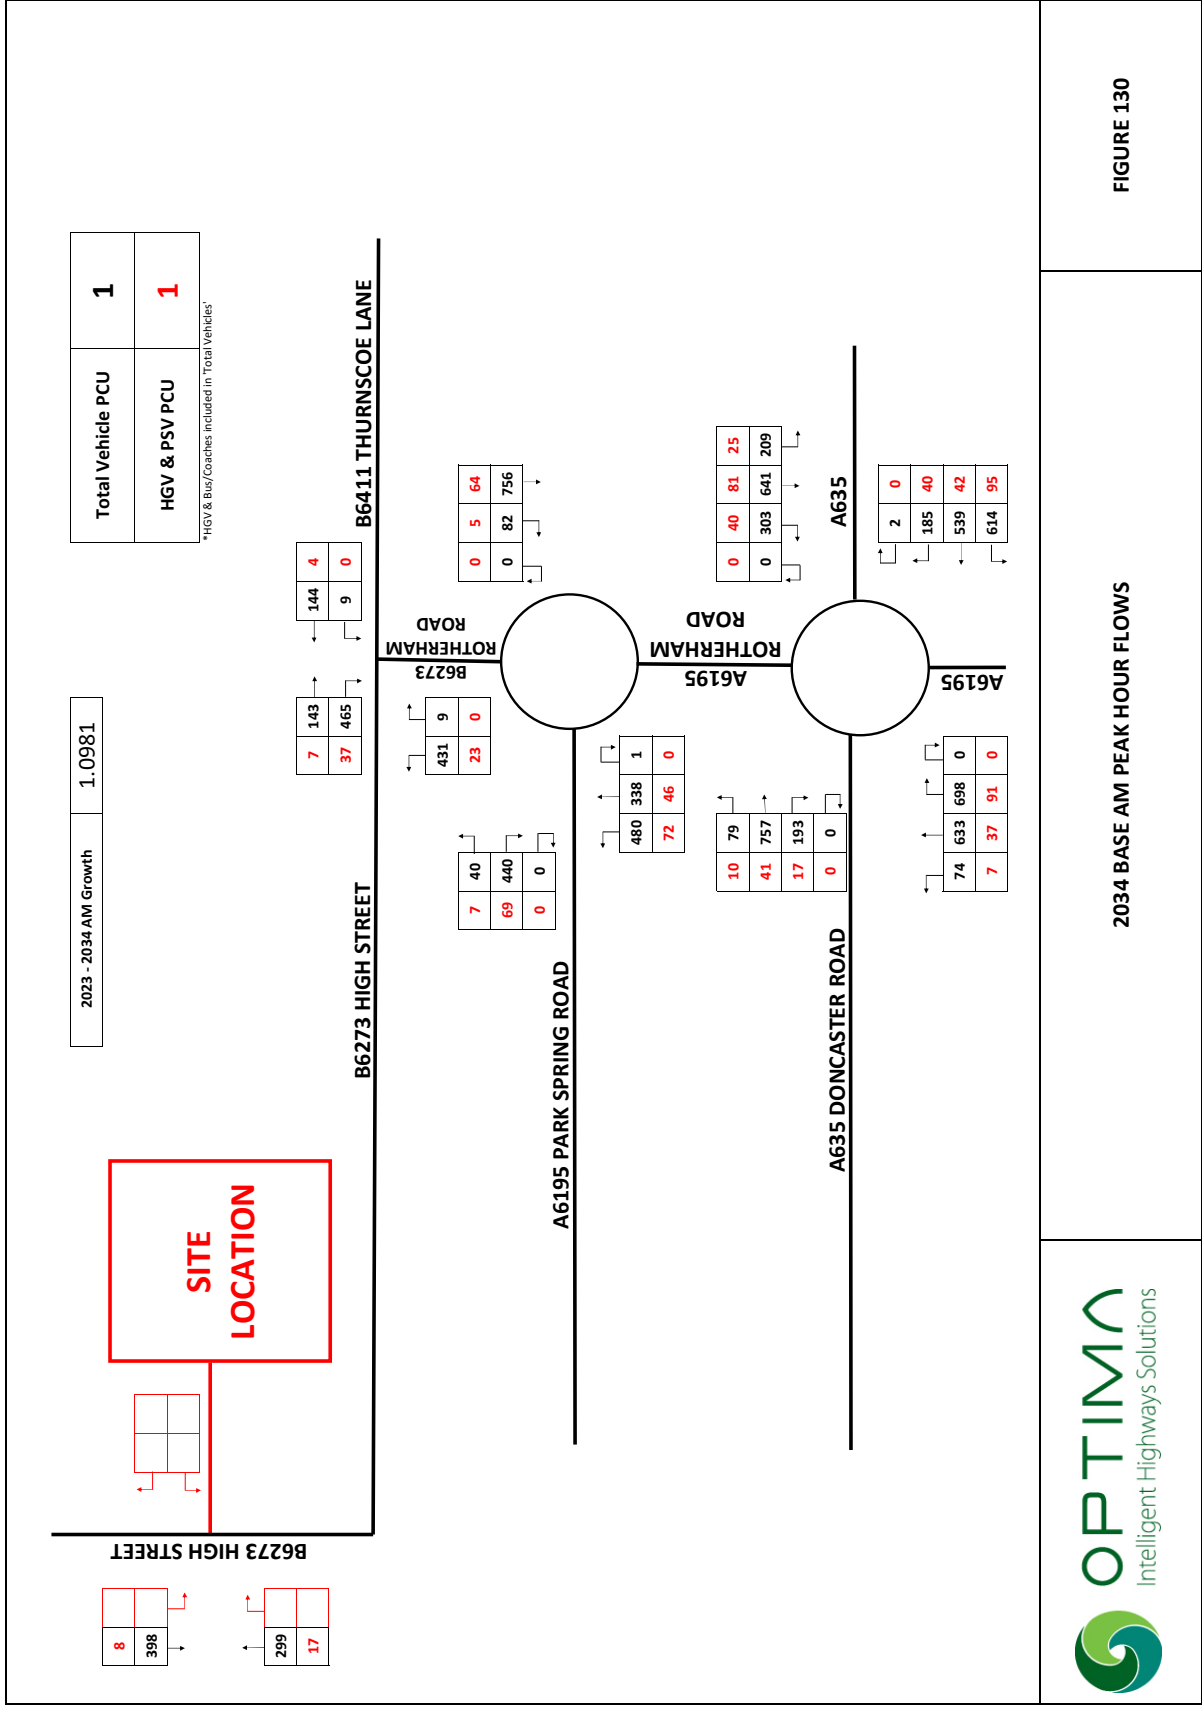 2023 - 2034 AM Growth 1.0981
Total Vehicle PCU 1
HGV & PSV PCU 1
*HGV & Bus/Coaches included in 'Total Vehicles'
8
398
B6273 HIGH STREET
299
17
SITE
LOCATION
7 143
37 465
144 4
9 0
B6273 HIGH STREET
B6411 THURNSCOE LANE
B6273
ROTHERHAM
ROAD
431 9
23 0
0 5 64
0 82 756
7 40
69 440
0 0
A6195 PARK SPRING ROAD
480 338 1
72 46 0
A6195
ROTHERHAM
ROAD
0 40 81 25
0 303 641 209
10 79
41 757
17 193
0 0
A635 DONCASTER ROAD
A635
2 0
185 40
539 42
614 95
74 633 698 0
7 37 91 0
A6195
OPTIMA
Intelligent Highways Solutions
2034 BASE AM PEAK HOUR FLOWS
FIGURE 130